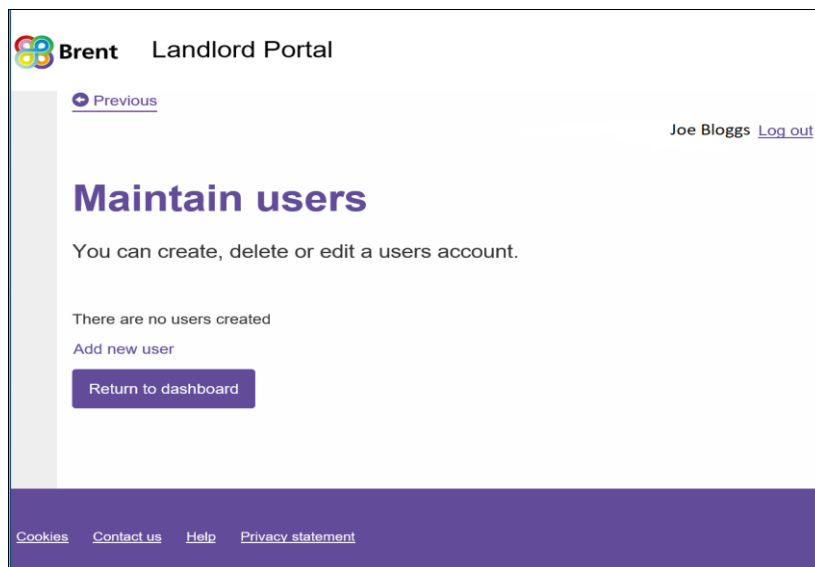 Brent Landlord Portal
Previous
Joe Bloggs Log out
Maintain users
You can create, delete or edit a users account.
There are no users created
Add new user
Return to dashboard
Cookies Contact us Help Privacy statement